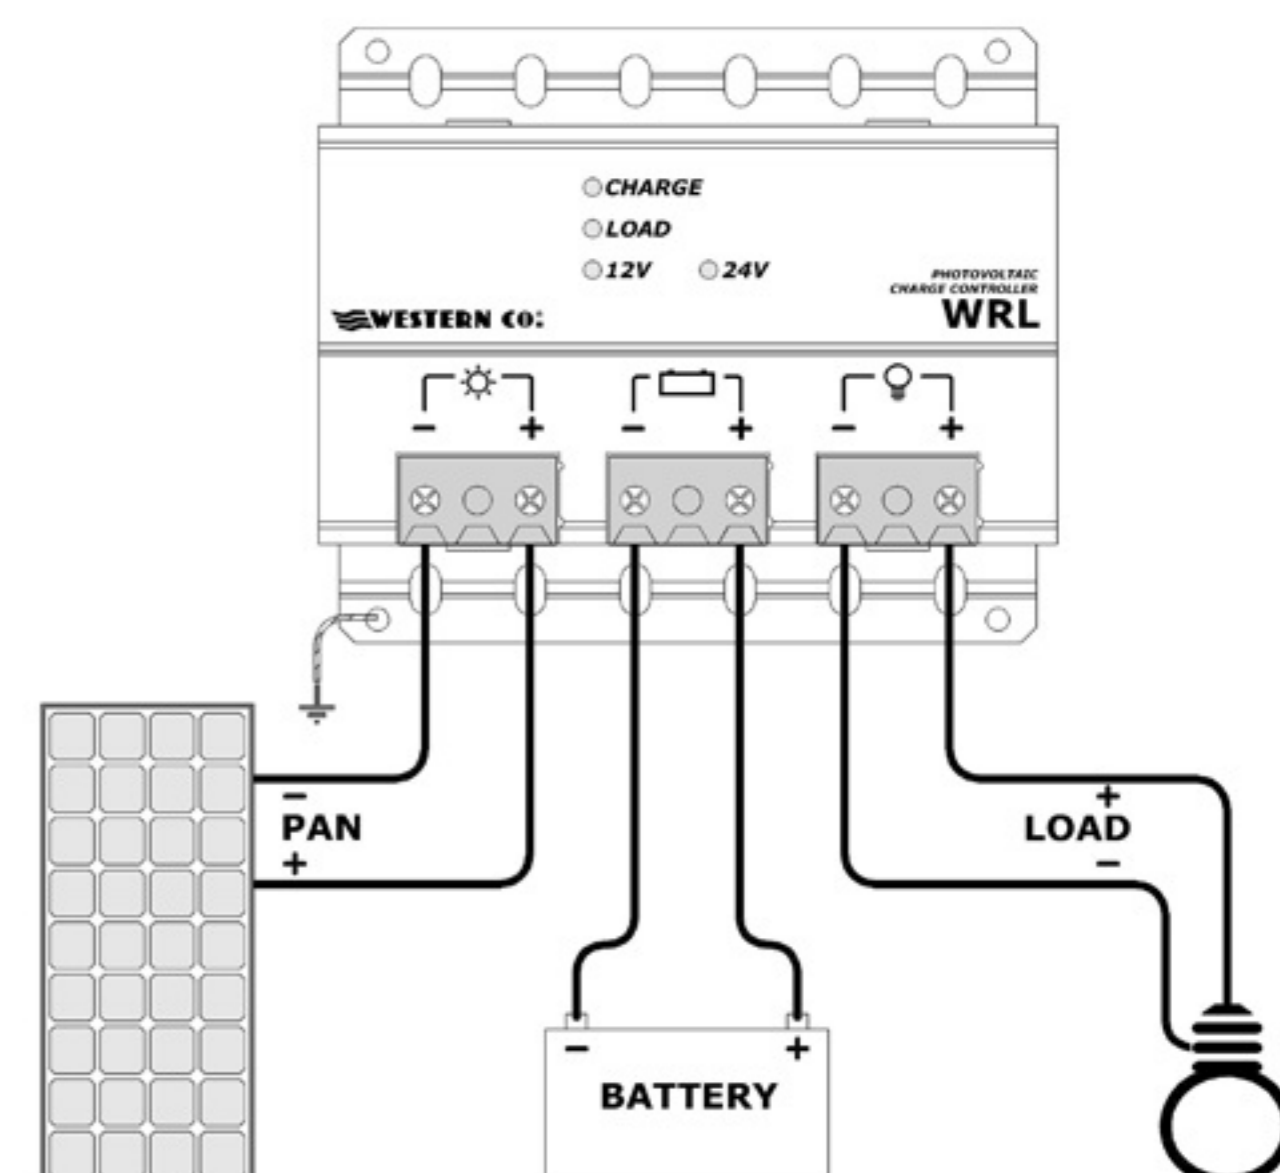 CHARGE
LOAD
12V 24V
PHOTOVOLTAIC
CHARGE CONTROLLER
WRL
WESTERN CO.
- + - + - +
-
PAN
+
+
LOAD
-
- +
BATTERY